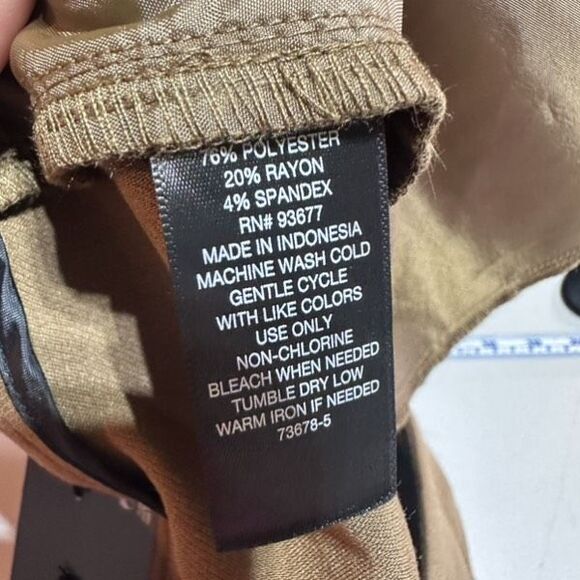 76% POLYESTER
20% RAYON
4% SPANDEX
RN# 93677
MADE IN INDONESIA
MACHINE WASH COLD
GENTLE CYCLE
WITH LIKE COLORS
USE ONLY
NON-CHLORINE
BLEACH WHEN NEEDED
TUMBLE DRY LOW
WARM IRON IF NEEDED
73678-5